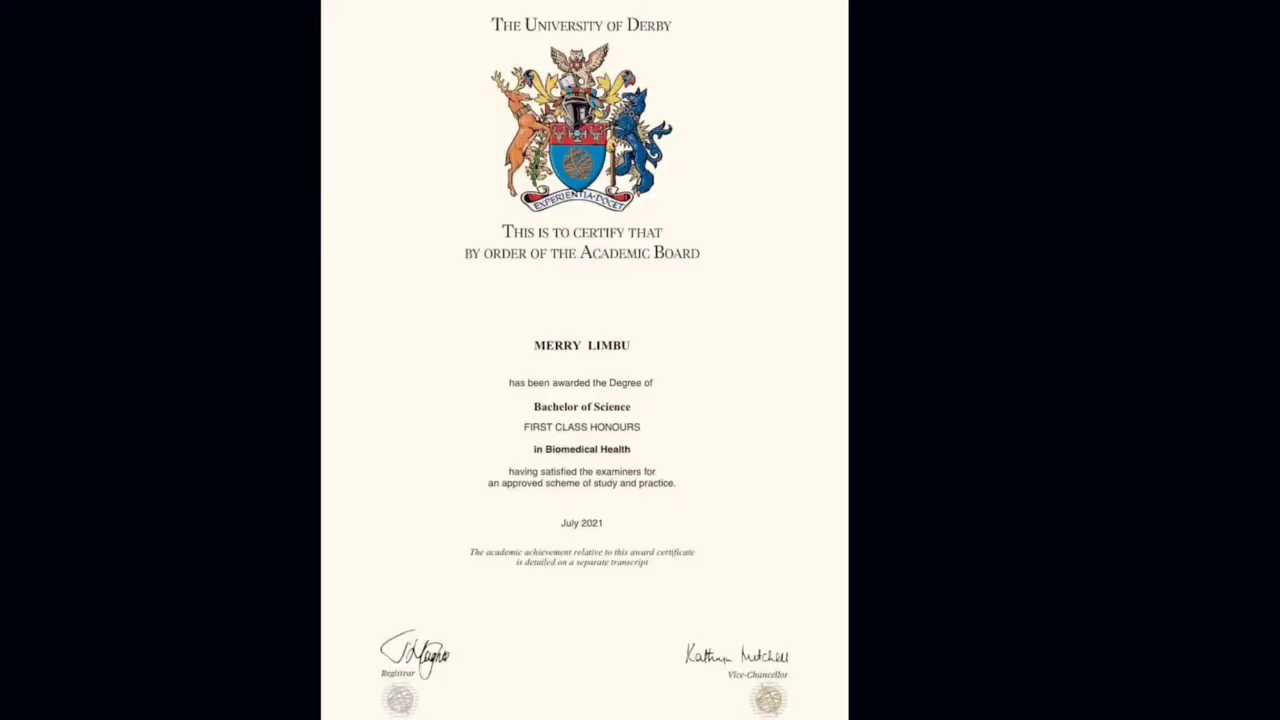 THE UNIVERSITY OF DERBY
EXPERIENTIA DOCET
THIS IS TO CERTIFY THAT
BY ORDER OF THE ACADEMIC BOARD
MERRY LIMBU
has been awarded the Degree of
Bachelor of Science
FIRST CLASS HONOURS
in Biomedical Health
having satisfied the examiners for
an approved scheme of study and practice.
July 2021
The academic achievement relative to this award certificate
is detailed on a separate transcript
Kathryn Mitchell
Registrar
Vice-Chancellor